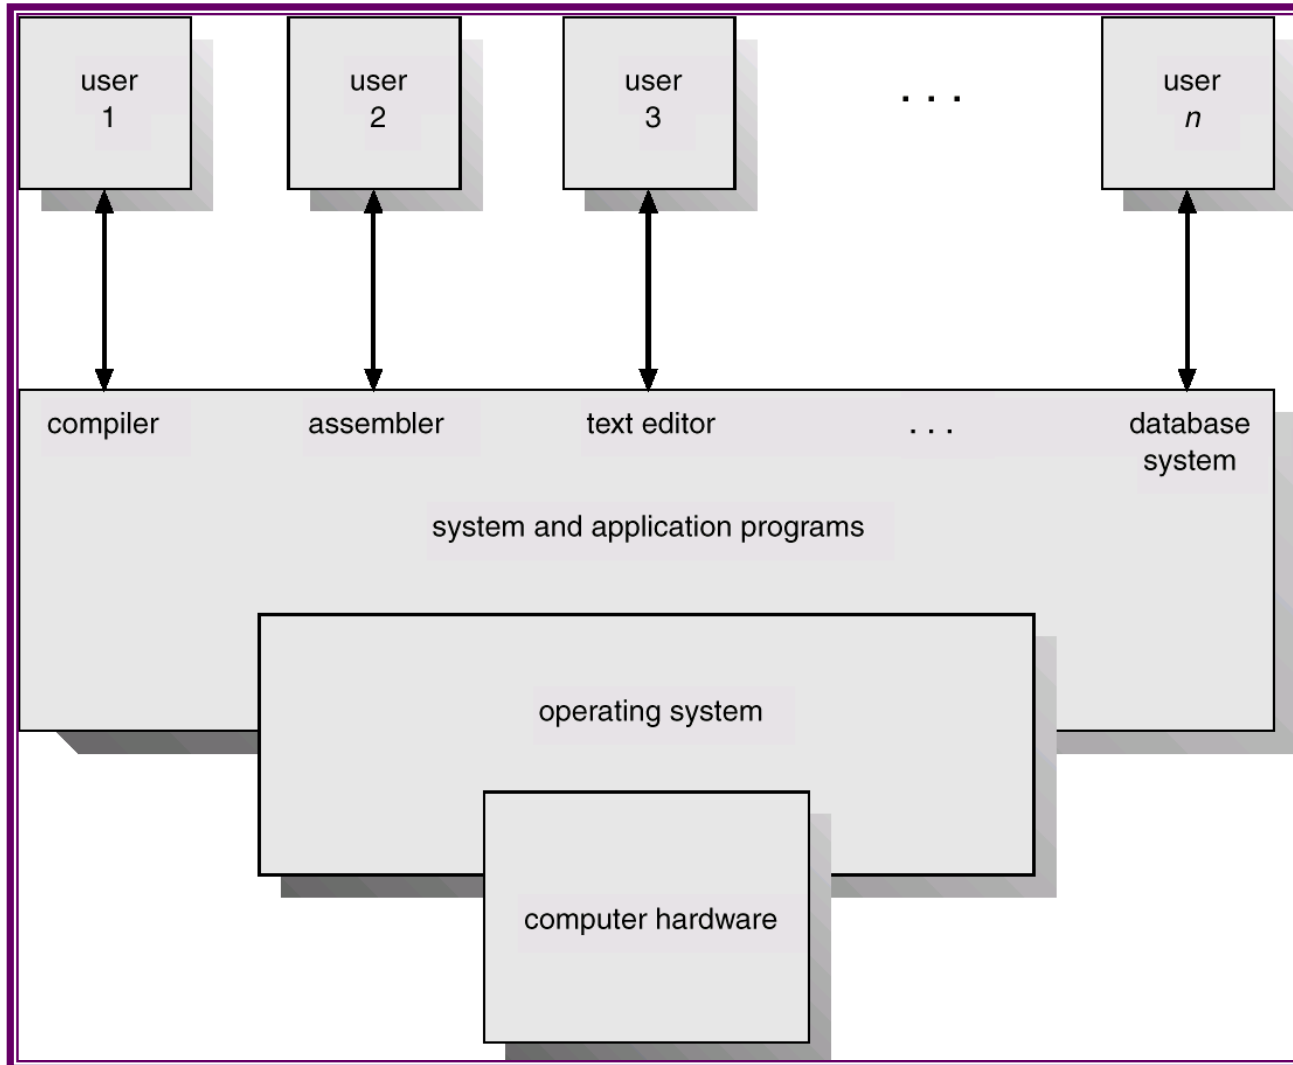 user
1
user
2
user
3
. . .
user
n
compiler
assembler
text editor
. . .
database
system
system and application programs
operating system
computer hardware